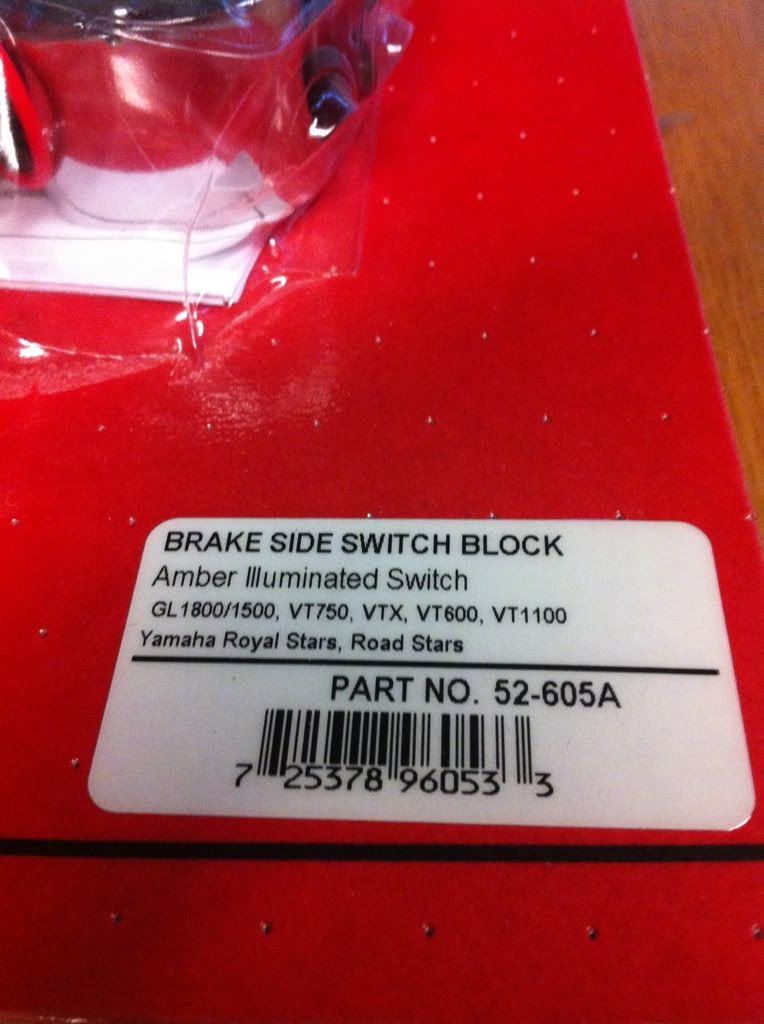 BRAKE SIDE SWITCH BLOCK
Amber Illuminated Switch
GL1800/1500, VT750, VTX, VT600, VT1100
Yamaha Royal Stars, Road Stars
PART NO. 52-605A
7 25378 96053 3